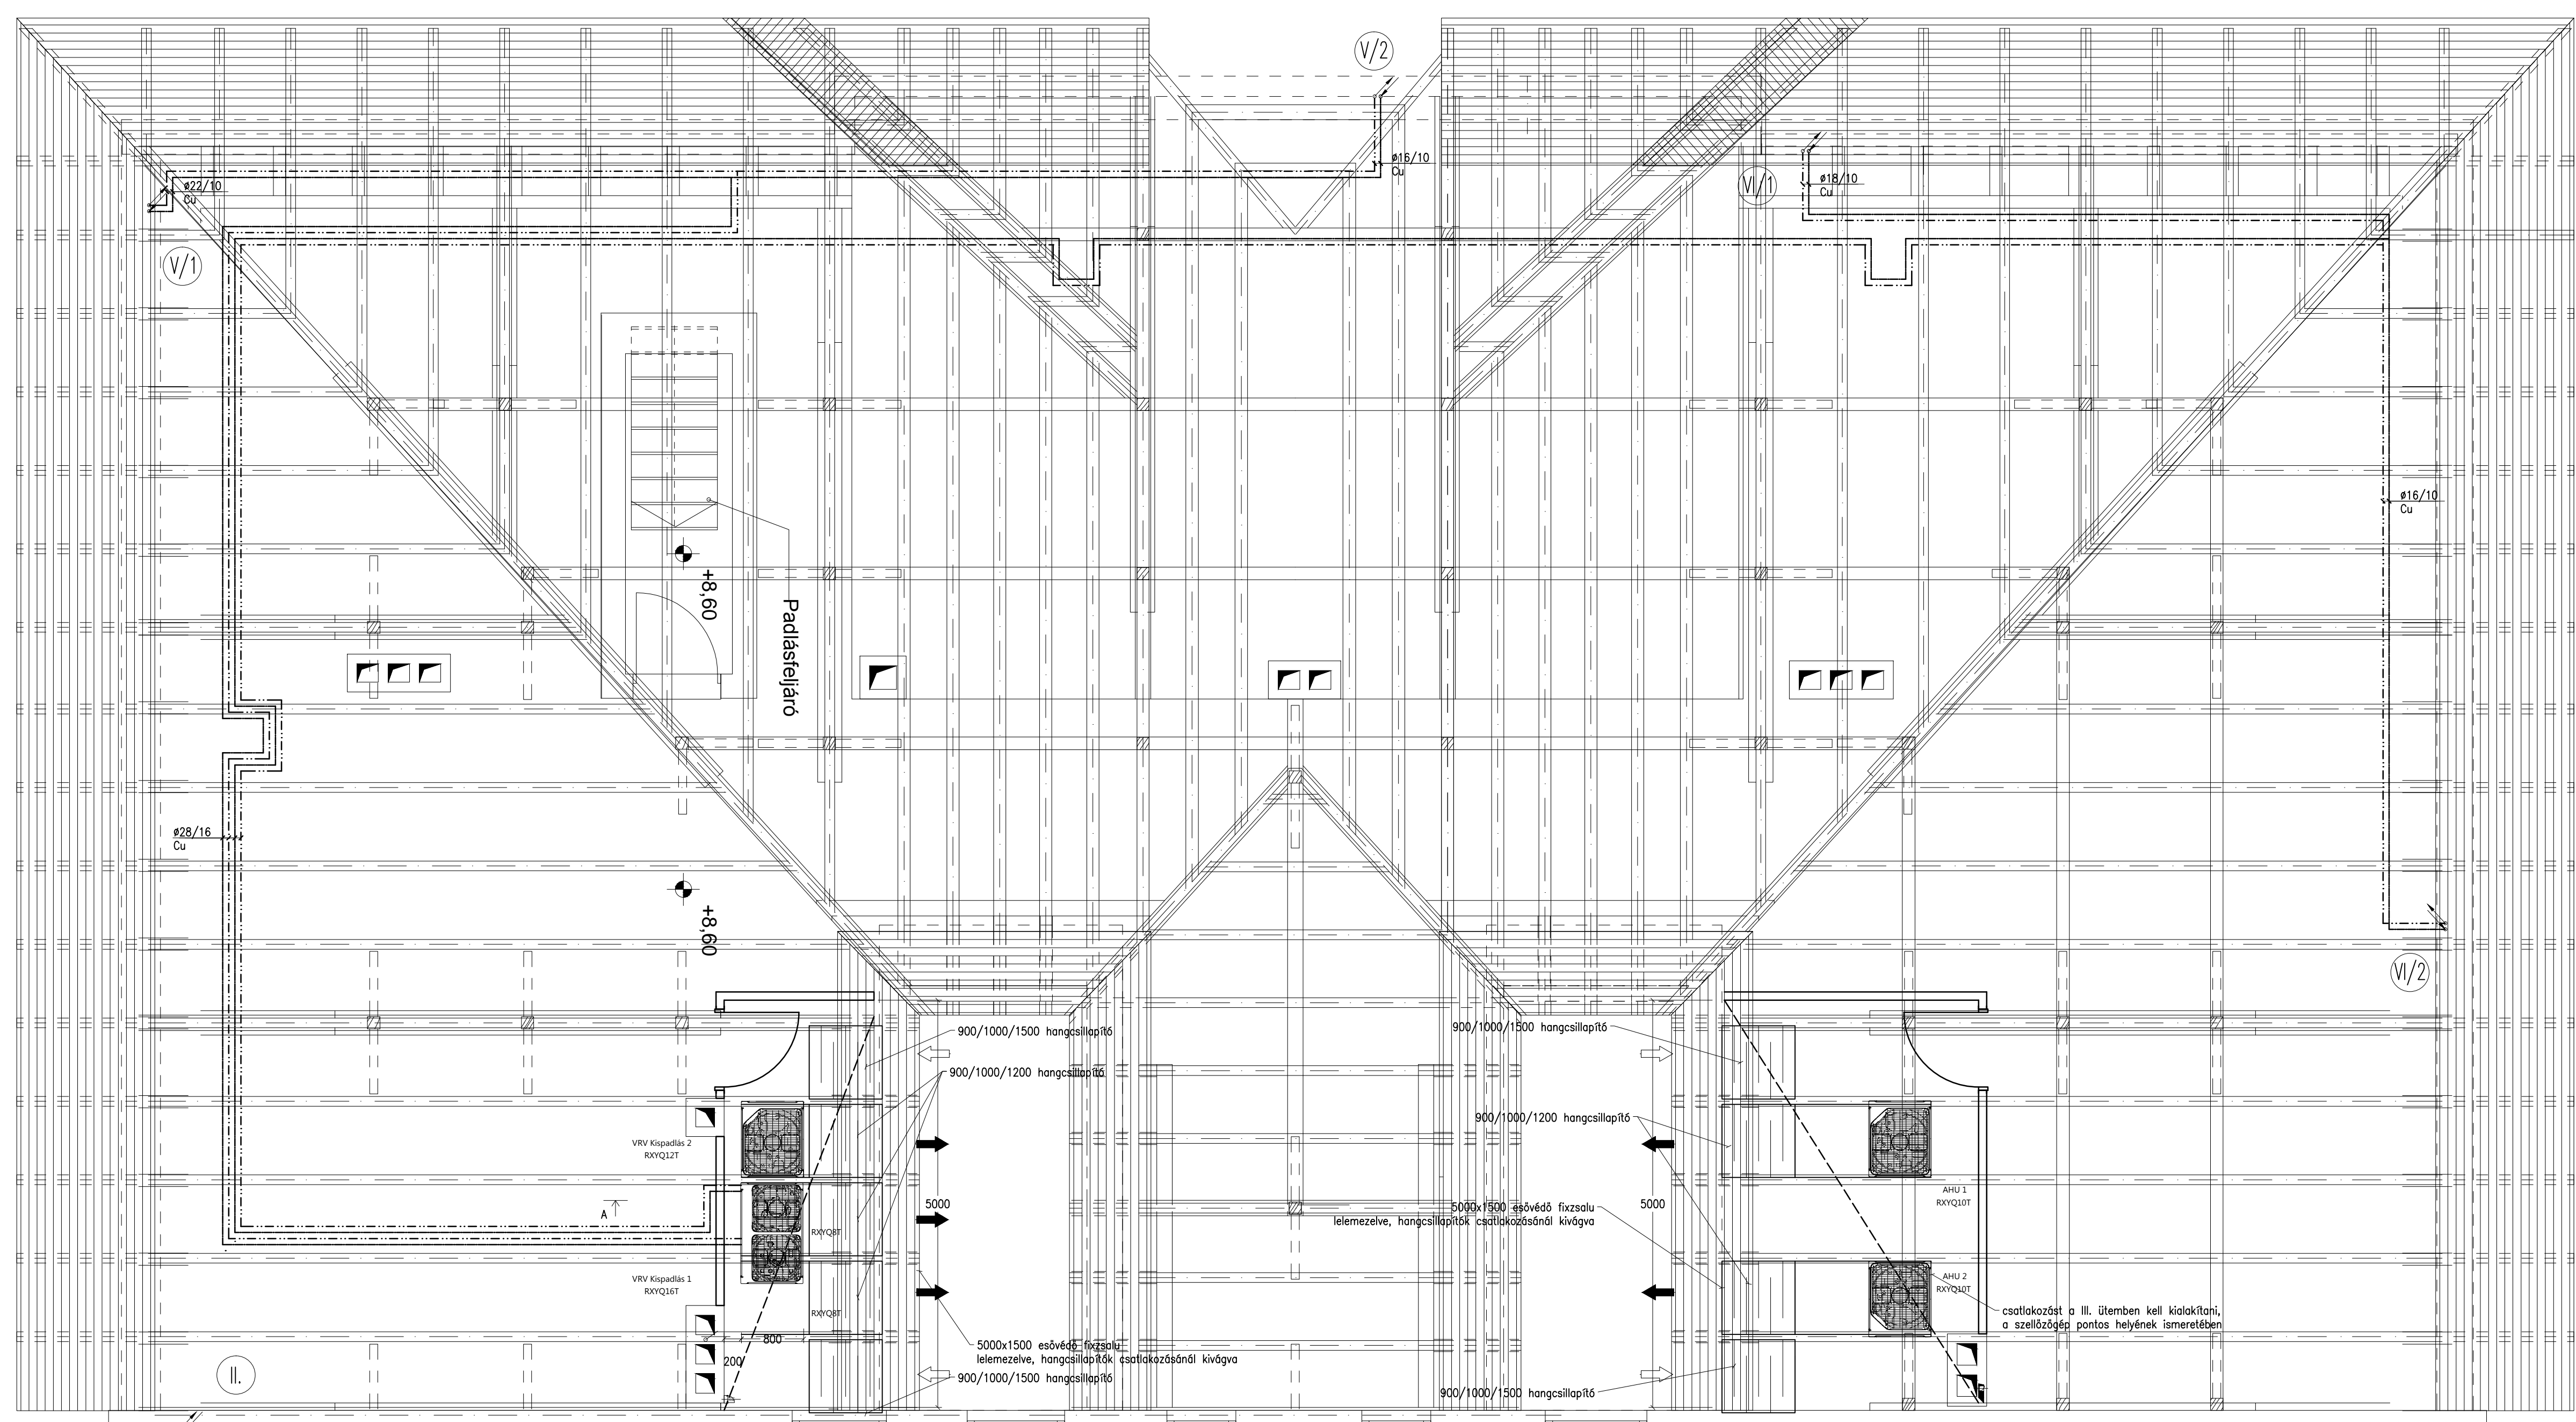 V/2
ø16/10
Cu
ø22/10
Cu
VI/1
ø18/10
Cu
V/1
ø16/10
Cu
+8,60
Padlásfeljáró
ø28/16
Cu
+8,60
VI/2
900/1000/1500 hangcsillapító
900/1000/1500 hangcsillapító
900/1000/1200 hangcsillapító
900/1000/1200 hangcsillapító
VRV Kispadlás 2
RXYQ12T
A
5000
RXYQ8T
5000x1500 esővédő fixzsalu
lelemezelve, hangcsillapítók csatlakozásánál kivágva
5000
AHU 1
RXYQ10T
VRV Kispadlás 1
RXYQ16T
RXYQ8T
AHU 2
RXYQ10T
csatlakozást a III. ütemben kell kialakítani,
a szellőzőgép pontos helyének ismeretében
800
200
5000x1500 esővédő fixzsalu
lelemezelve, hangcsillapítók csatlakozásánál kivágva
II.
900/1000/1500 hangcsillapító
900/1000/1500 hangcsillapító